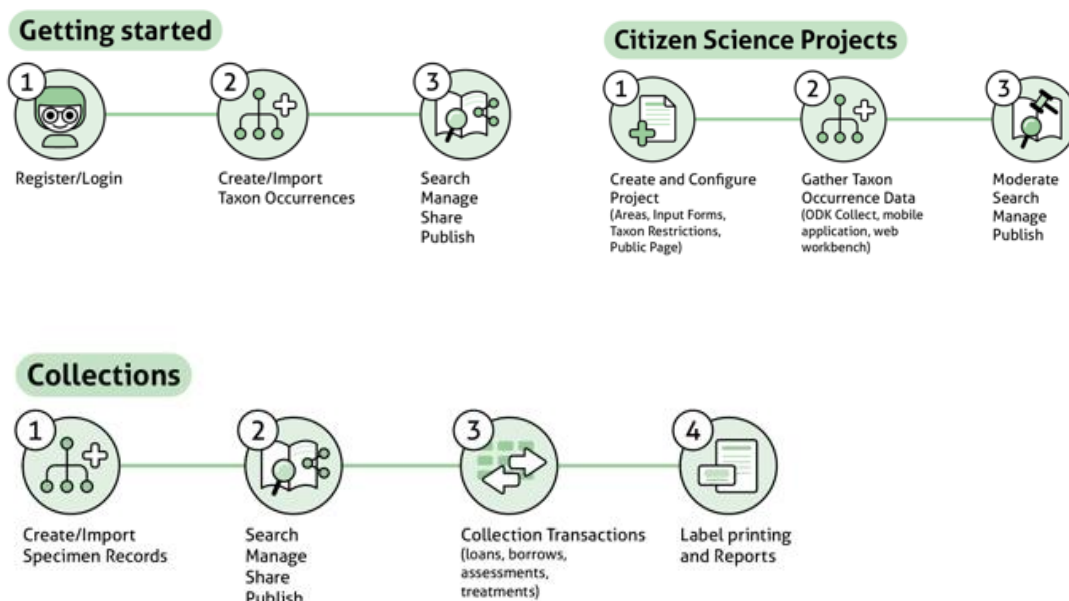 Getting started
1
Register/Login
2
Create/Import
Taxon Occurrences
3
Search
Manage
Share
Publish
Citizen Science Projects
1
Create and Configure
Project
(Areas, Input Forms,
Taxon Restrictions,
Public Page)
2
Gather Taxon
Occurrence Data
(ODK Collect, mobile
application, web
workbench)
3
Moderate
Search
Manage
Publish
Collections
1
Create/Import
Specimen Records
2
Search
Manage
Share
Publish
3
Collection Transactions
(loans, borrows,
assessments,
treatments)
4
Label printing
and Reports